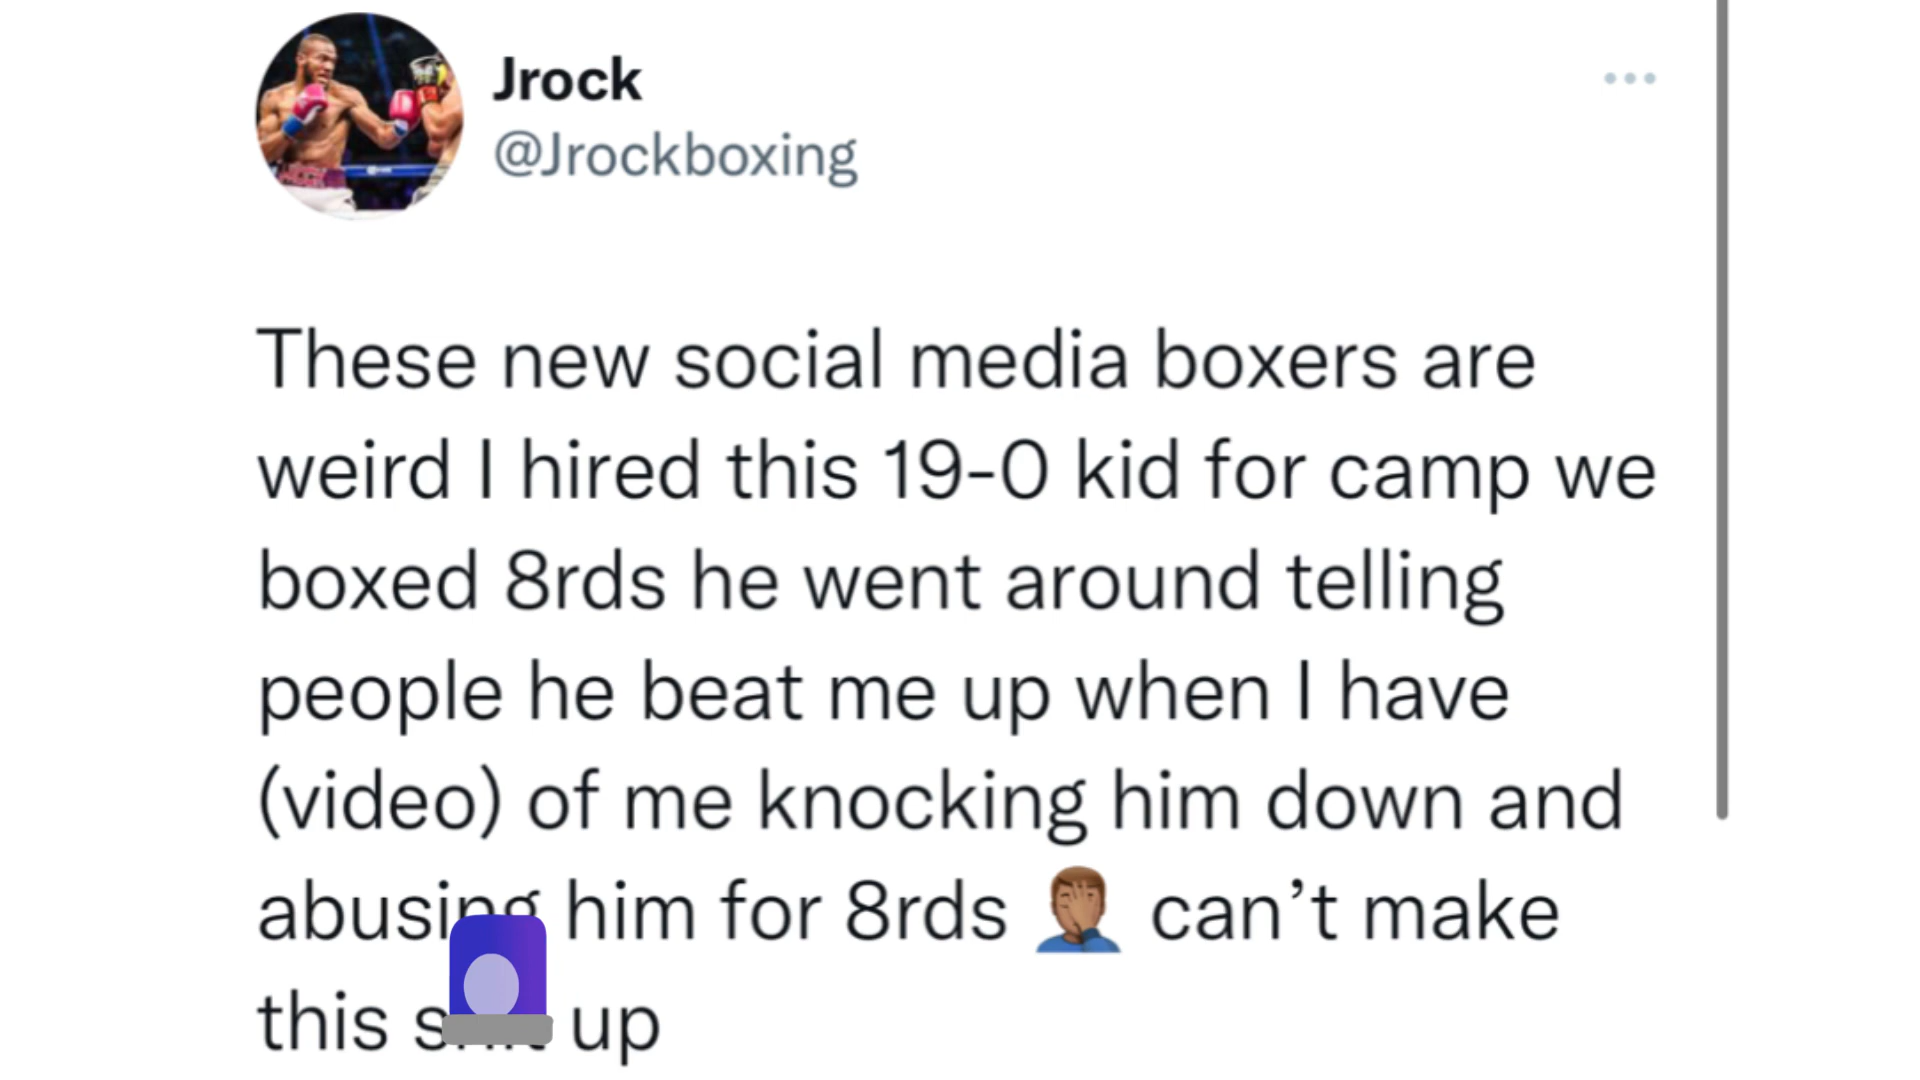 Jrock
@Jrockboxing
These new social media boxers are
weird I hired this 19-0 kid for camp we
boxed 8rds he went around telling
people he beat me up when I have
(video) of me knocking him down and
abusing him for 8rds 🤦🏽‍♂️ can’t make
this up